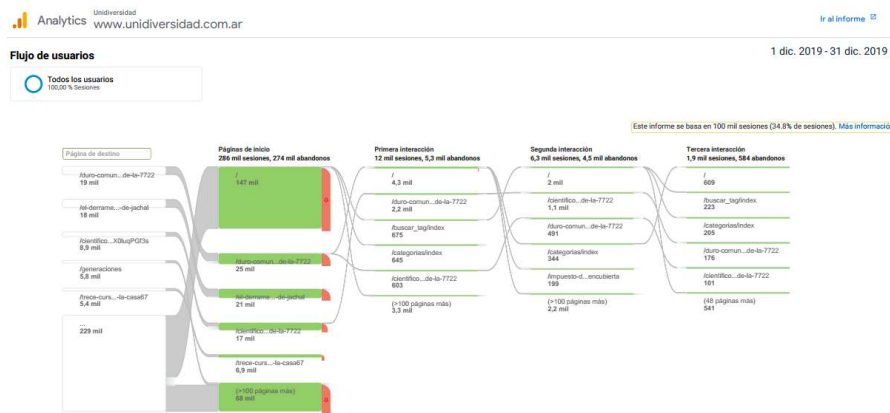 Analytics
Unidiversidad
www.unidiversidad.com.ar
Ir al informe
Flujo de usuarios
1 dic. 2019 - 31 dic. 2019
Todos los usuarios
100,00 % Sesiones
Este informe se basa en 100 mil sesiones (34.8% de sesiones). Más informació
Página de destino
/duro-comun...de-la-7722
19 mil
/el-derrame...-de-jachal
18 mil
/cientifico...X0luqPGf3s
8,9 mil
/generaciones
5,8 mil
/trece-curs...-la-casa67
5,4 mil
...
229 mil
Páginas de inicio
286 mil sesiones, 274 mil abandonos
/
147 mil
/duro-comun...de-la-7722
25 mil
/el-derrame...-de-jachal
21 mil
/cientifico...de-la-7722
17 mil
/trece-curs...-la-casa67
6,9 mil
(>100 páginas más)
68 mil
Primera interacción
12 mil sesiones, 5,3 mil abandonos
/
4,3 mil
/duro-comun...de-la-7722
2,2 mil
/buscar_tag/index
675
/categorias/index
645
/cientifico...de-la-7722
603
(>100 páginas más)
3,3 mil
Segunda interacción
6,3 mil sesiones, 4,5 mil abandonos
/
2 mil
/cientifico...de-la-7722
1,1 mil
/duro-comun...de-la-7722
491
/categorias/index
344
/impuesto-d...encubierta
199
(>100 páginas más)
2,2 mil
Tercera interacción
1,9 mil sesiones, 584 abandonos
/
609
/buscar_tag/index
223
/categorias/index
205
/duro-comun...de-la-7722
176
/cientifico...de-la-7722
101
(48 páginas más)
541